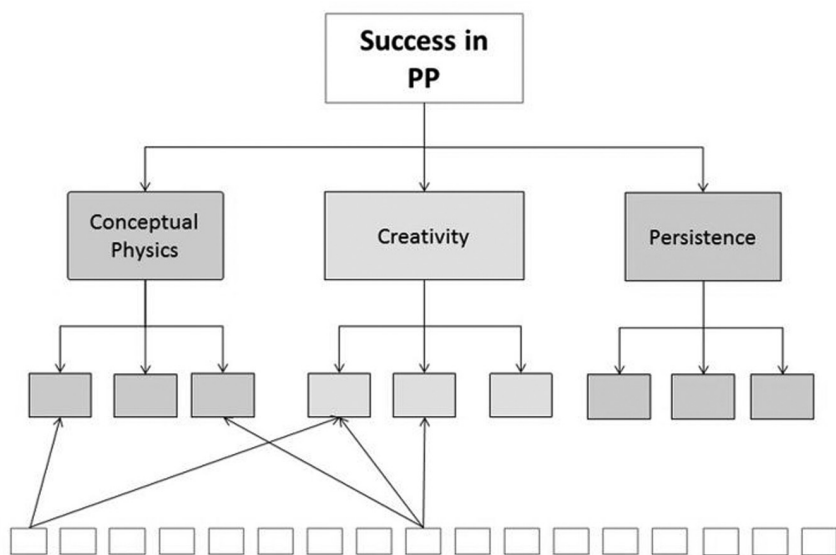 Success in
PP
Conceptual
Physics
Creativity
Persistence